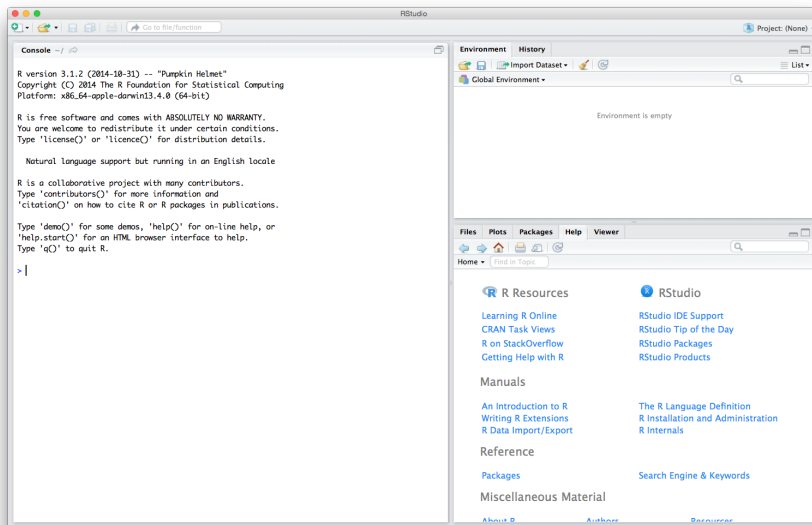 RStudio
Go to file/function
Project: (None)
Console ~/
R version 3.1.2 (2014-10-31) -- "Pumpkin Helmet"
Copyright (C) 2014 The R Foundation for Statistical Computing
Platform: x86_64-apple-darwin13.4.0 (64-bit)
R is free software and comes with ABSOLUTELY NO WARRANTY.
You are welcome to redistribute it under certain conditions.
Type 'license()' or 'licence()' for distribution details.
Natural language support but running in an English locale
R is a collaborative project with many contributors.
Type 'contributors()' for more information and
'citation()' on how to cite R or R packages in publications.
Type 'demo()' for some demos, 'help()' for on-line help, or
'help.start()' for an HTML browser interface to help.
Type 'q()' to quit R.
>
Environment History
Import Dataset List
Global Environment
Environment is empty
Files Plots Packages Help Viewer
Home Find in Topic
R R Resources
Learning R Online
CRAN Task Views
R on StackOverflow
Getting Help with R
R RStudio
RStudio IDE Support
RStudio Tip of the Day
RStudio Packages
RStudio Products
Manuals
An Introduction to R
Writing R Extensions
R Data Import/Export
The R Language Definition
R Installation and Administration
R Internals
Reference
Packages
Search Engine & Keywords
Miscellaneous Material
About R Authors Resources